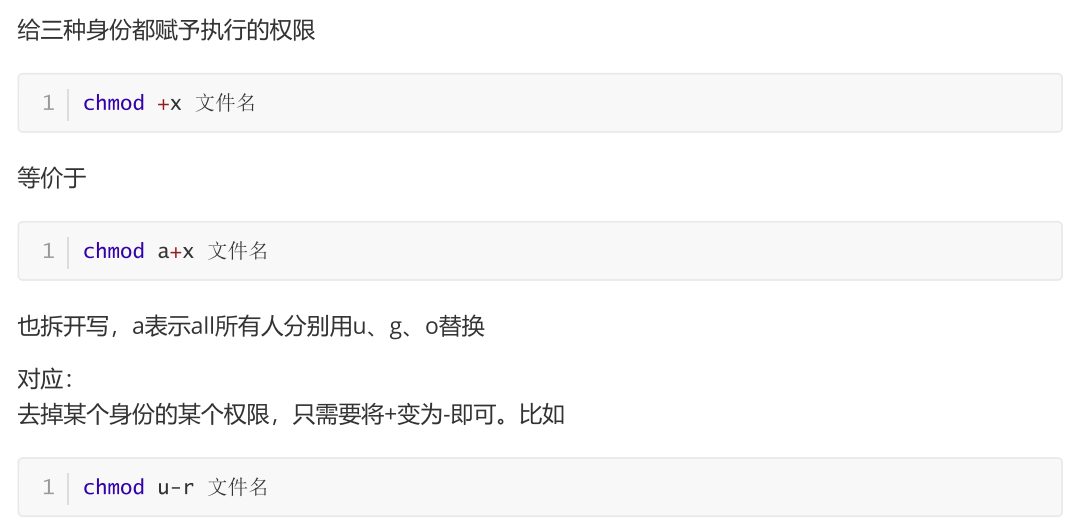 给三种身份都赋予执行的权限
1 chmod +x 文件名
等价于
1 chmod a+x 文件名
也拆开写，a表示all所有人分别用u、g、o替换
对应：
去掉某个身份的某个权限，只需要将+变为-即可。比如
1 chmod u-r 文件名